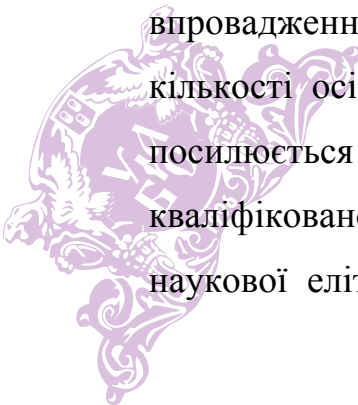 впровадженн
кількості осі
посилюється
кваліфікован
наукової еліт